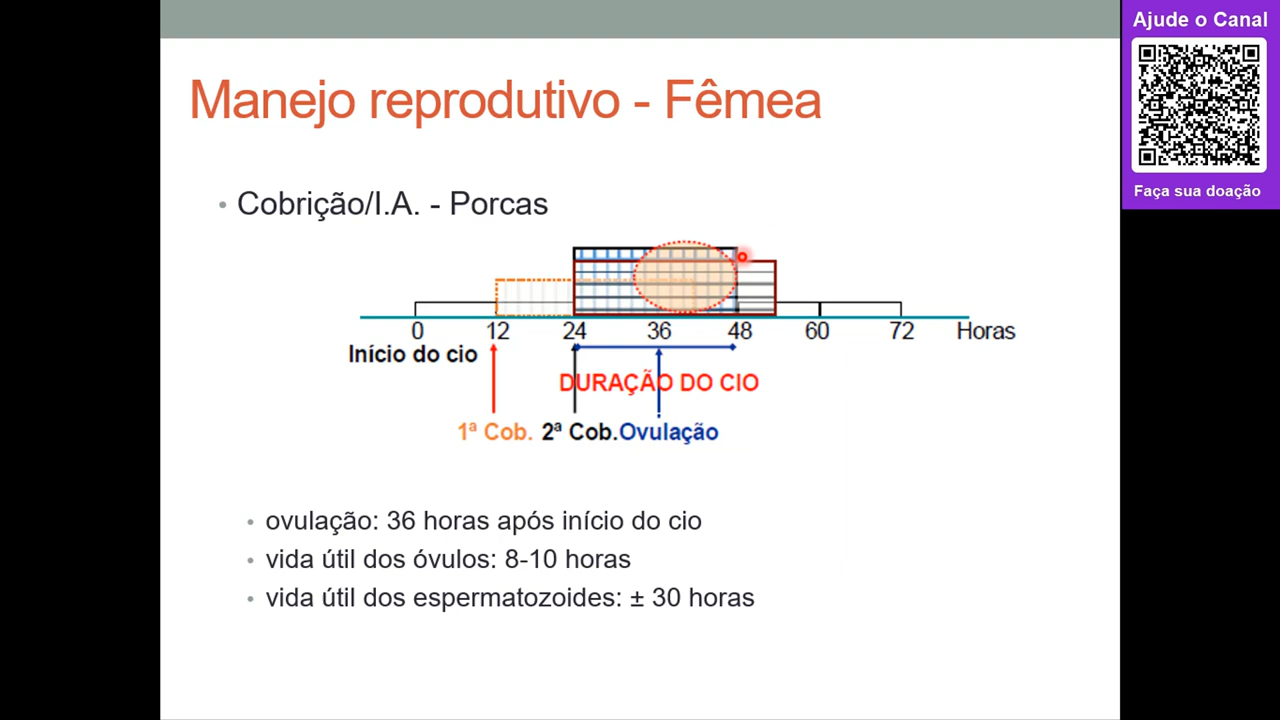 Ajude o Canal
Manejo reprodutivo - Fêmea
Faça sua doação
• Cobrição/I.A. - Porcas
0 12 24 36 48 60 72 Horas
Início do cio
DURAÇÃO DO CIO
1ª Cob. 2ª Cob. Ovulação
• ovulação: 36 horas após início do cio
• vida útil dos óvulos: 8-10 horas
• vida útil dos espermatozoides: ± 30 horas